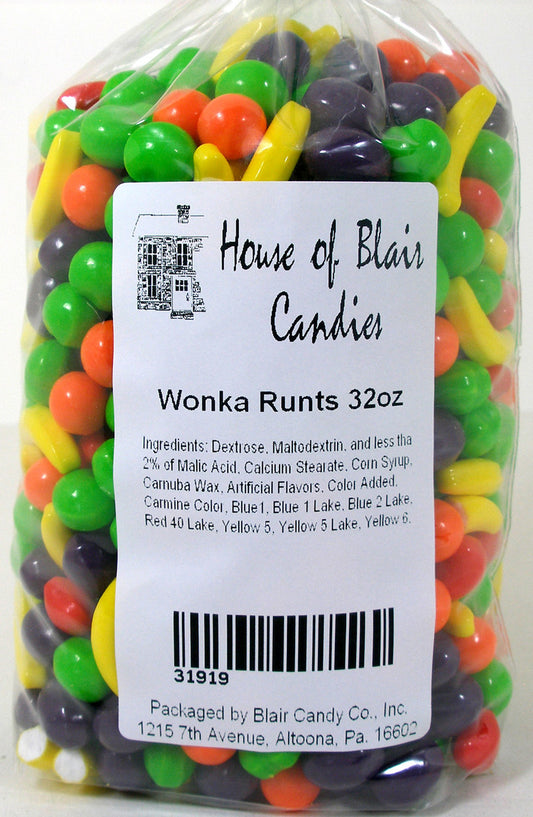 House of Blair
Candies
Wonka Runts 32oz
Ingredients: Dextrose, Maltodextrin, and less tha
2% of Malic Acid, Calcium Stearate, Corn Syrup,
Carnuba Wax, Artificial Flavors, Color Added.
Carmine Color, Blue1, Blue 1 Lake, Blue 2 Lake,
Red 40 Lake, Yellow 5, Yellow 5 Lake, Yellow 6.
31919
Packaged by Blair Candy Co., Inc.
1215 7th Avenue, Altoona, Pa. 16602